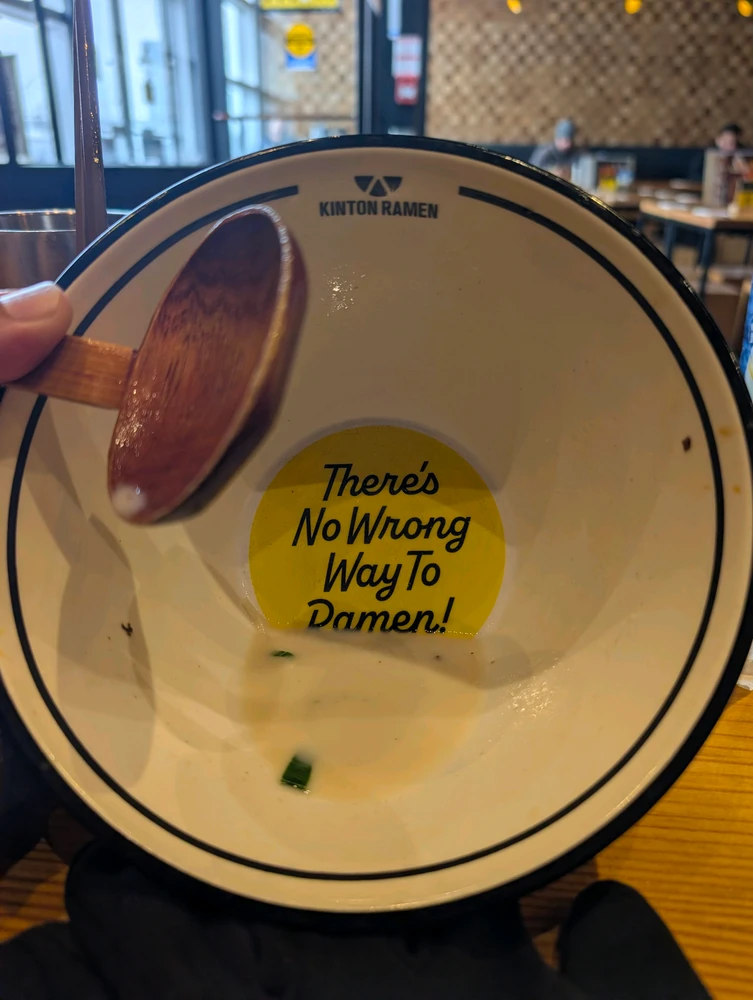 KINTON RAMEN
There's
No Wrong
Way To
Ramen!